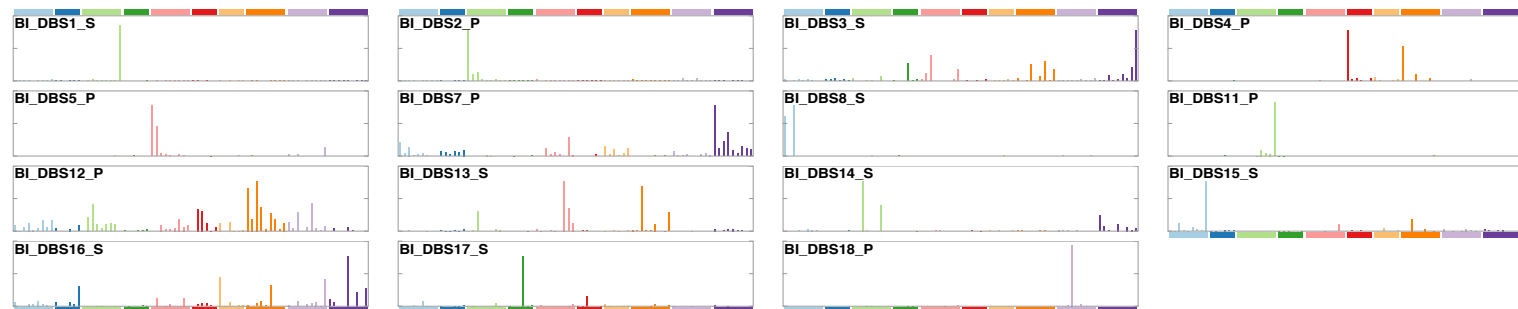 BI_DBS1_S
BI_DBS2_P
BI_DBS3_S
BI_DBS4_P
BI_DBS5_P
BI_DBS7_P
BI_DBS8_S
BI_DBS11_P
BI_DBS12_P
BI_DBS13_S
BI_DBS14_S
BI_DBS15_S
BI_DBS16_S
BI_DBS17_S
BI_DBS18_P